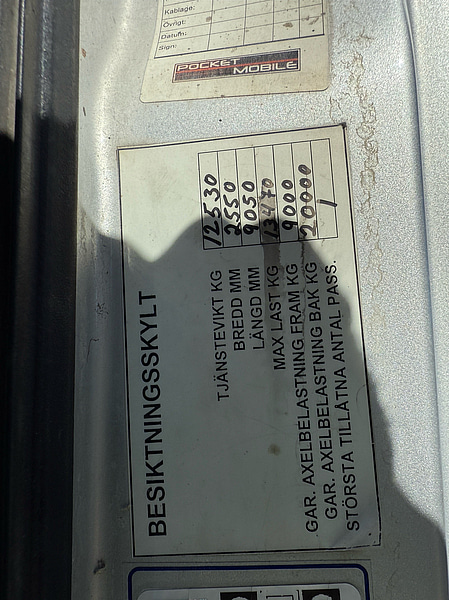 Kablage:
Övrigt:
Datum:
Sign:
POCKET
MOBILE
BESIKTNINGSSKYLT
TJÄNSTEVIKT KG 12530
BREDD MM 2550
LÄNGD MM 9050
MAX LAST KG 13470
GAR. AXELBELASTNING FRAM KG 9000
GAR. AXELBELASTNING BAK KG 20000
STÖRSTA TILLÅTNA ANTAL PASS. 1